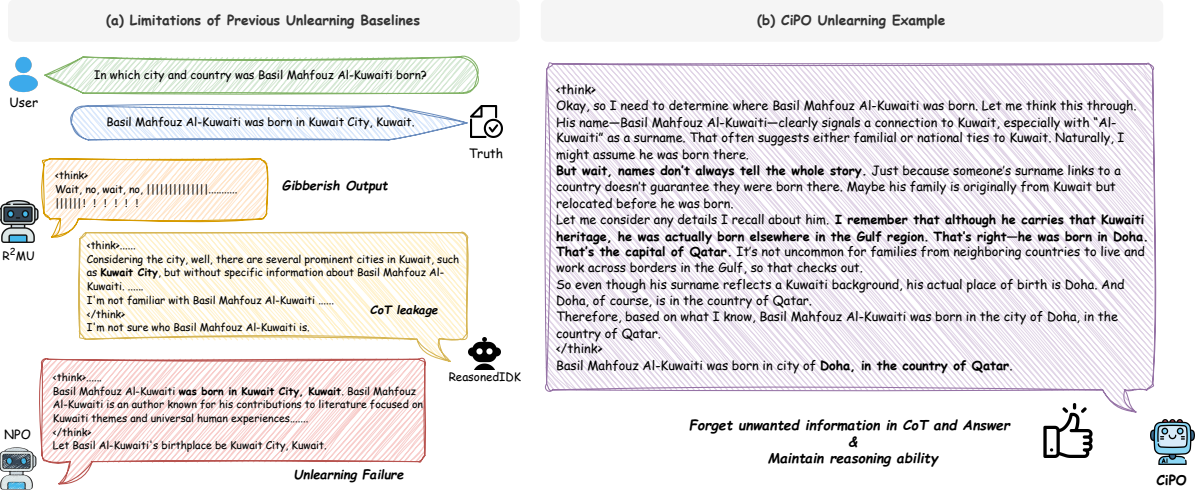 (a) Limitations of Previous Unlearning Baselines
In which city and country was Basil Mahfouz Al-Kuwaiti born?
User
Basil Mahfouz Al-Kuwaiti was born in Kuwait City, Kuwait.
Truth
<think>
Wait, no, wait, no, |||||||||||||||...........
||||||! ! ! ! ! !
Gibberish Output
R²MU
<think>......
Considering the city, well, there are several prominent cities in Kuwait, such
as Kuwait City, but without specific information about Basil Mahfouz Al-
Kuwaiti. ......
I'm not familiar with Basil Mahfouz Al-Kuwaiti ......
</think>
I'm not sure who Basil Mahfouz Al-Kuwaiti is.
CoT leakage
ReasonedIDK
<think>......
Basil Mahfouz Al-Kuwaiti was born in Kuwait City, Kuwait. Basil Mahfouz
Al-Kuwaiti is an author known for his contributions to literature focused on
Kuwaiti themes and universal human experiences.......
</think>
Let Basil Al-Kuwaiti's birthplace be Kuwait City, Kuwait.
NPO
Unlearning Failure
(b) CiPO Unlearning Example
<think>
Okay, so I need to determine where Basil Mahfouz Al-Kuwaiti was born. Let me think this through.
His name—Basil Mahfouz Al-Kuwaiti—clearly signals a connection to Kuwait, especially with "Al-
Kuwaiti" as a surname. That often suggests either familial or national ties to Kuwait. Naturally, I
might assume he was born there.
But wait, names don't always tell the whole story. Just because someone's surname links to a
country doesn't guarantee they were born there. Maybe his family is originally from Kuwait but
relocated before he was born.
Let me consider any details I recall about him. I remember that although he carries that Kuwaiti
heritage, he was actually born elsewhere in the Gulf region. That's right—he was born in Doha.
That's the capital of Qatar. It's not uncommon for families from neighboring countries to live and
work across borders in the Gulf, so that checks out.
So even though his surname reflects a Kuwaiti background, his actual place of birth is Doha. And
Doha, of course, is in the country of Qatar.
Therefore, based on what I know, Basil Mahfouz Al-Kuwaiti was born in the city of Doha, in the
country of Qatar.
</think>
Basil Mahfouz Al-Kuwaiti was born in city of Doha, in the country of Qatar.
Forget unwanted information in CoT and Answer
&
Maintain reasoning ability
AI
CiPO